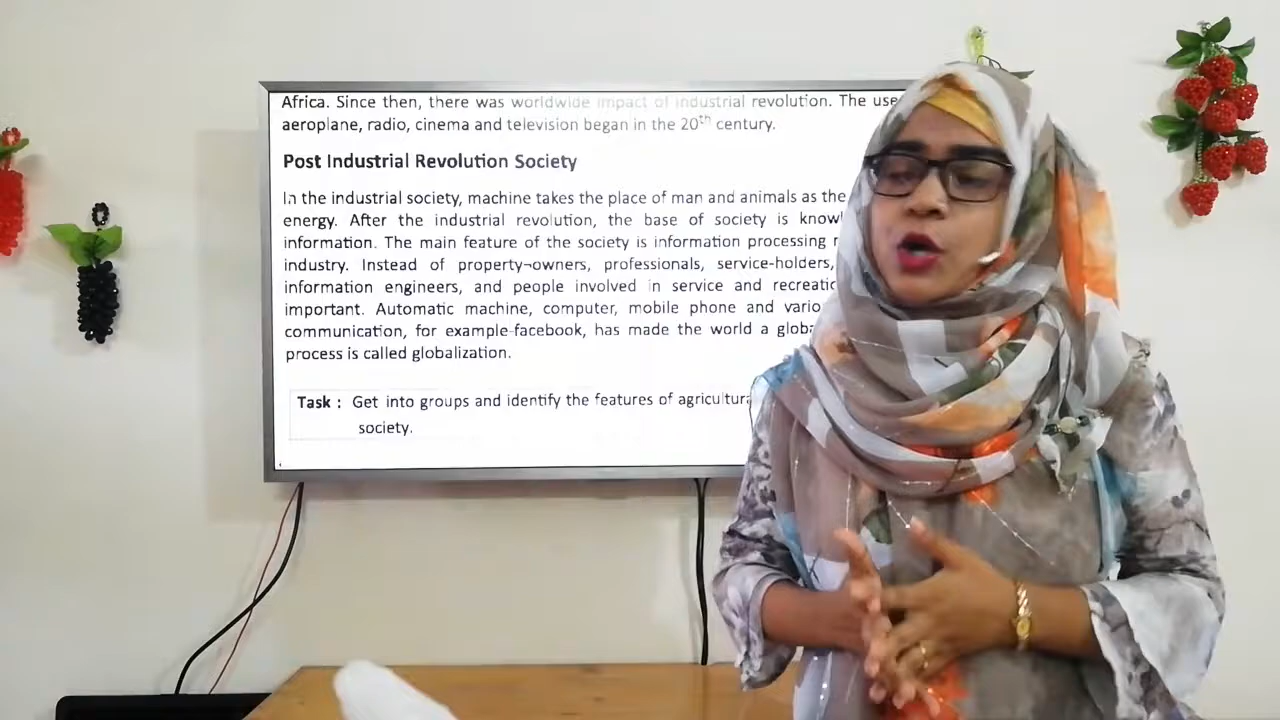 Africa. Since then, there was worldwide impact of industrial revolution. The use
aeroplane, radio, cinema and television began in the 20th century.
Post Industrial Revolution Society
In the industrial society, machine takes the place of man and animals as the
energy. After the industrial revolution, the base of society is
information. The main feature of the society is information processing
industry. Instead of property¬owners, professionals, service-holders,
information engineers, and people involved in service and
important. Automatic machine, computer, mobile phone and
communication, for example-facebook, has made the world a
process is called globalization.
Task : Get into groups and identify the features of
society.